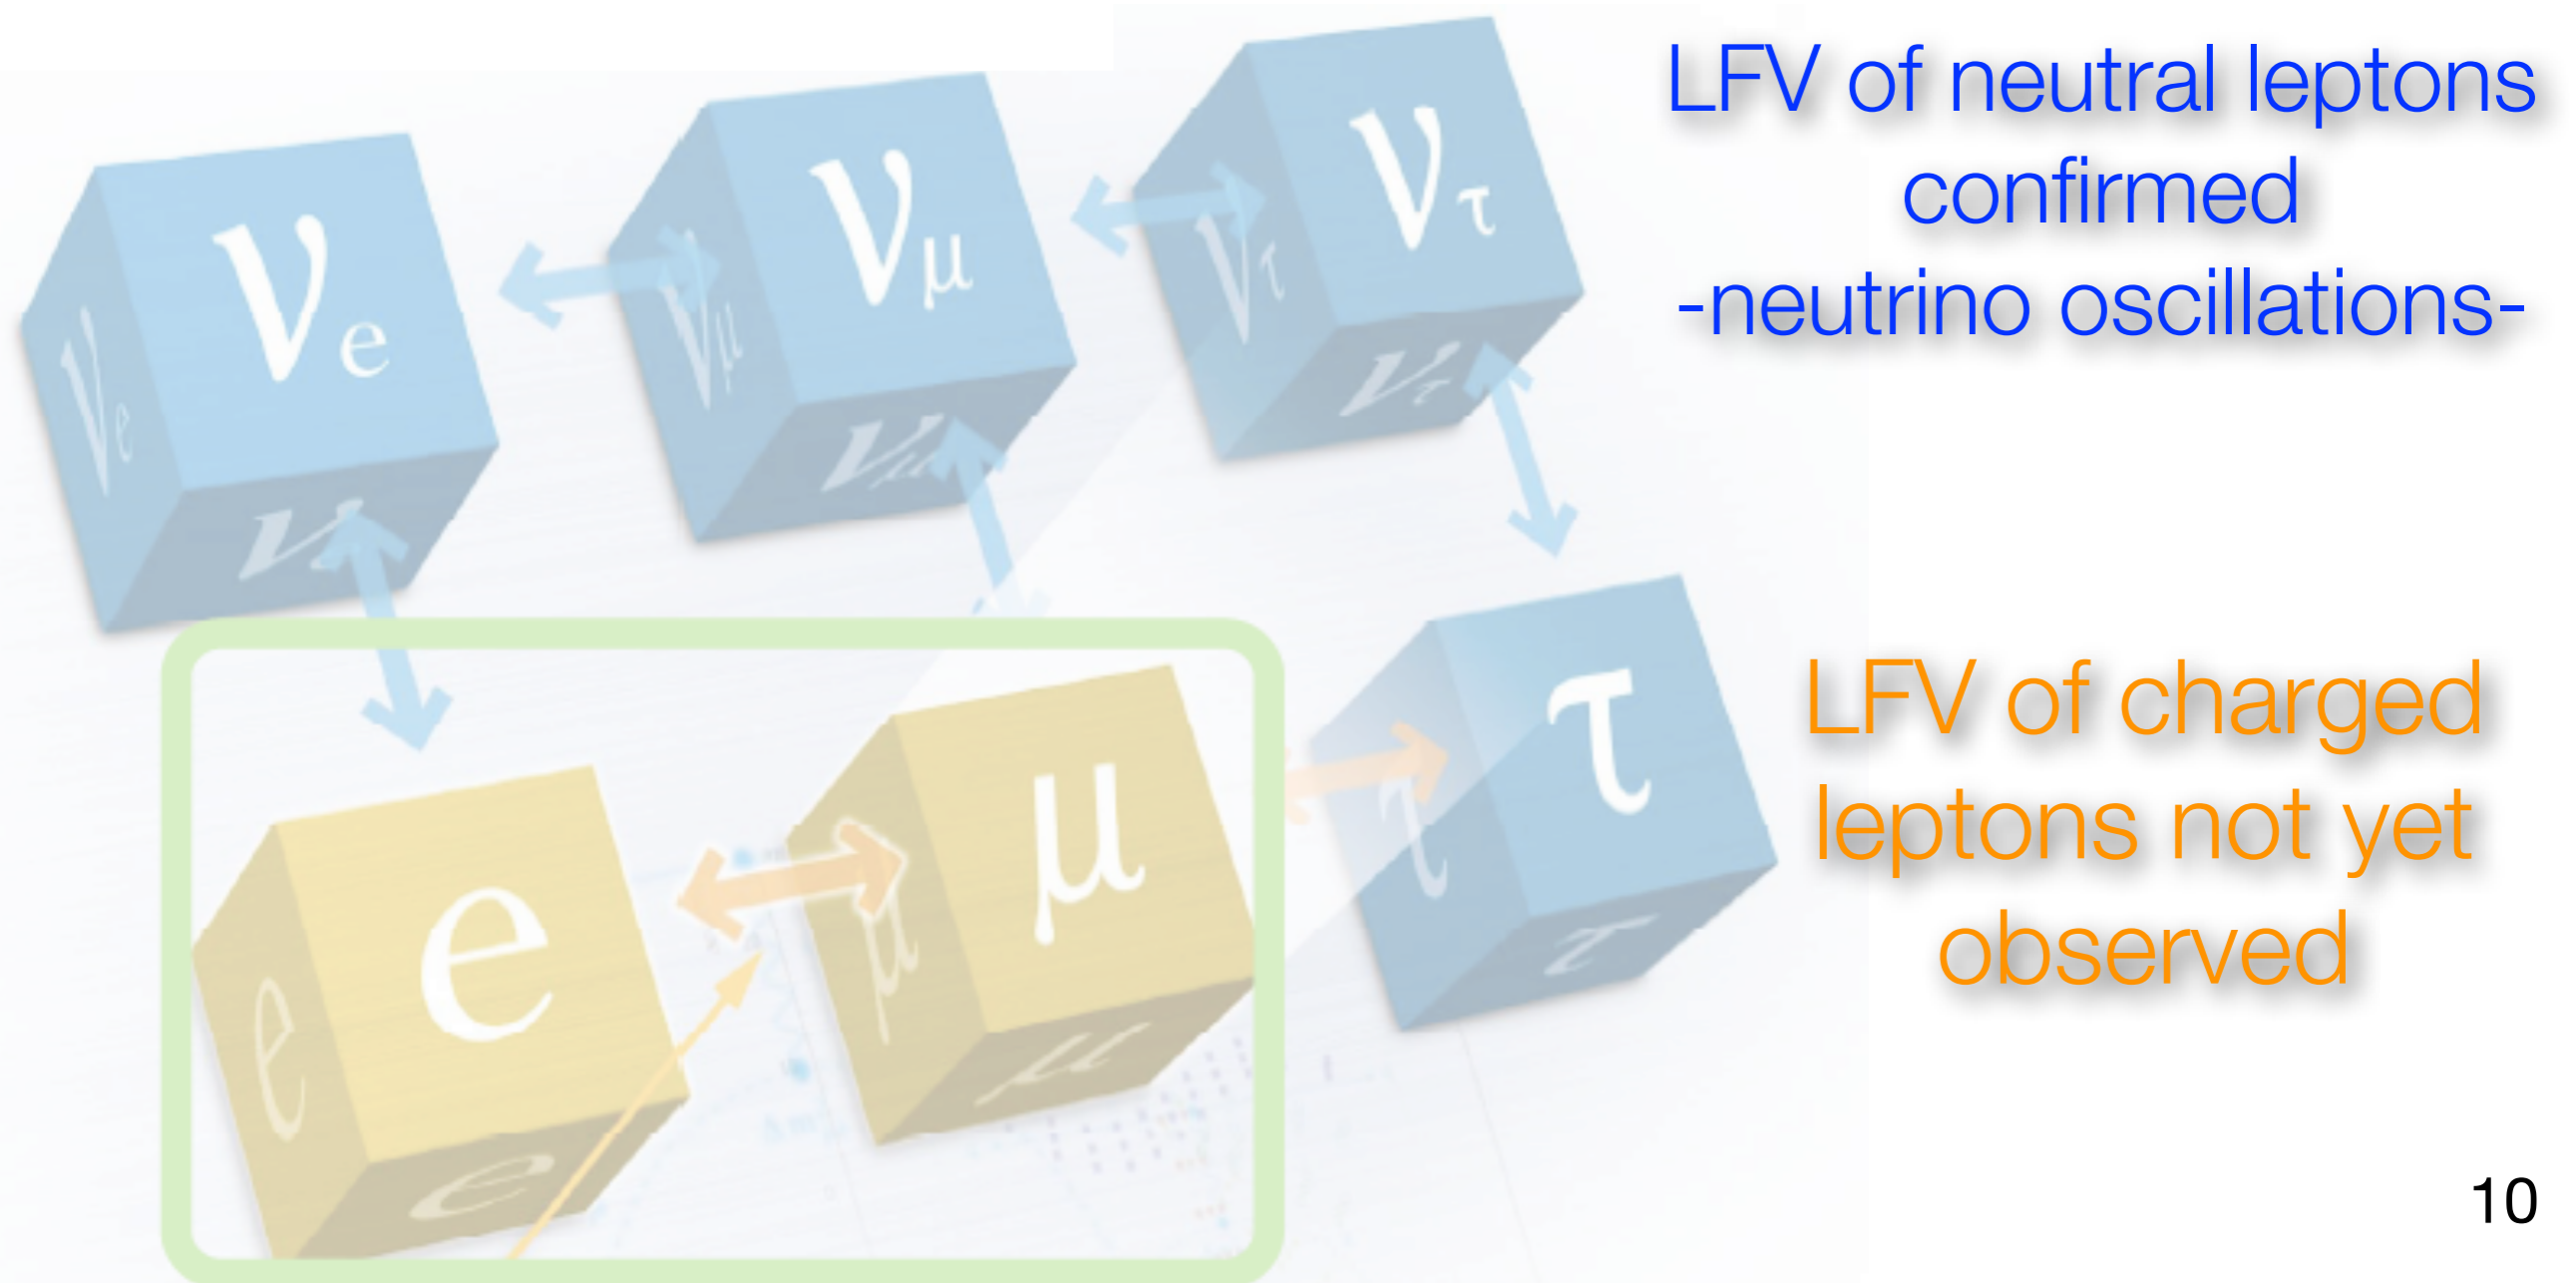 LFV of neutral leptons
confirmed
-neutrino oscillations-
ν e
ν e
ν
ν μ
ν μ
ν μ
ν τ
ν τ
ν τ
LFV of charged
leptons not yet
observed
e
e
e
μ
μ
μ
τ
τ
τ
10